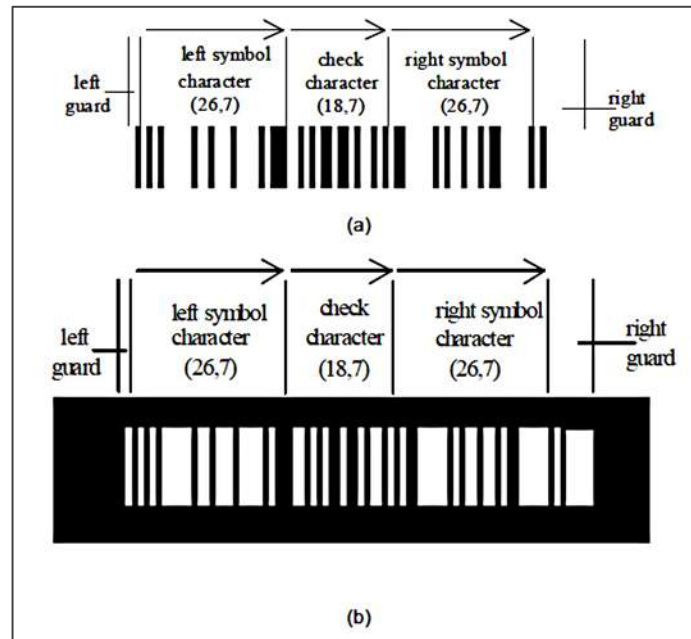 left symbol
character
(26,7)
check
character
(18,7)
right symbol
character
(26,7)
left
guard
right
guard
(a)
left symbol
character
(26,7)
check
character
(18,7)
right symbol
character
(26,7)
left
guard
right
guard
(b)